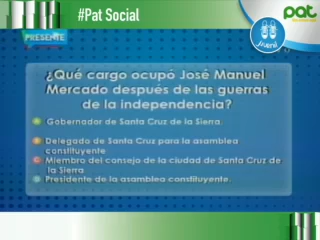 #Pat Social
pat
PRESENTE
juvenil
¿Qué cargo ocupó José Manuel
Mercado después de las guerras
de la independencia?
Gobernador de Santa Cruz de la Sierra.
Delegado de Santa Cruz para la asamblea
constituyente
Miembro del consejo de la ciudad de Santa Cruz de
la Sierra
Presidente de la asamblea constituyente.